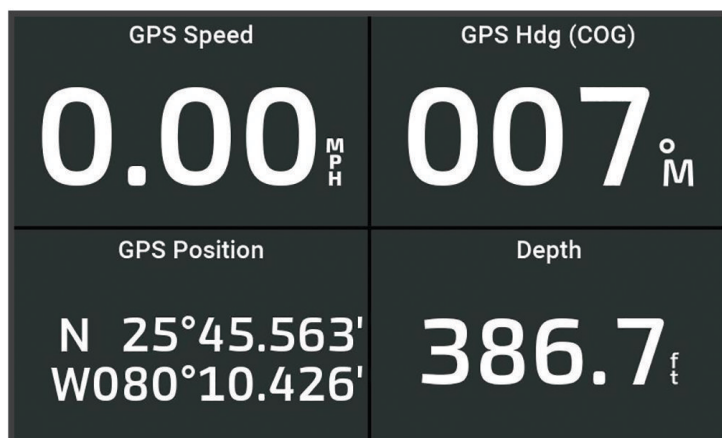 GPS Speed
0.00 MPH
GPS Hdg (COG)
007 °M
GPS Position
N 25°45.563'
W080°10.426'
Depth
386.7 ft